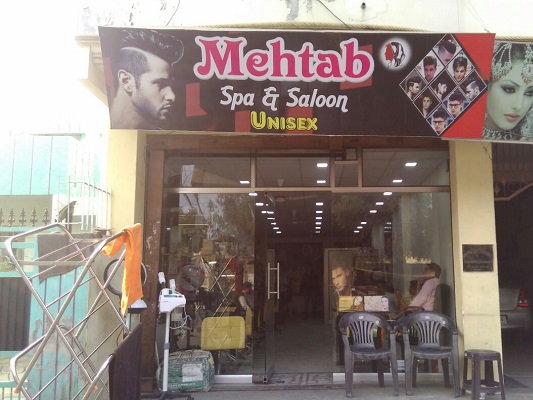 Mehtab
Spa & Saloon
UNISEX